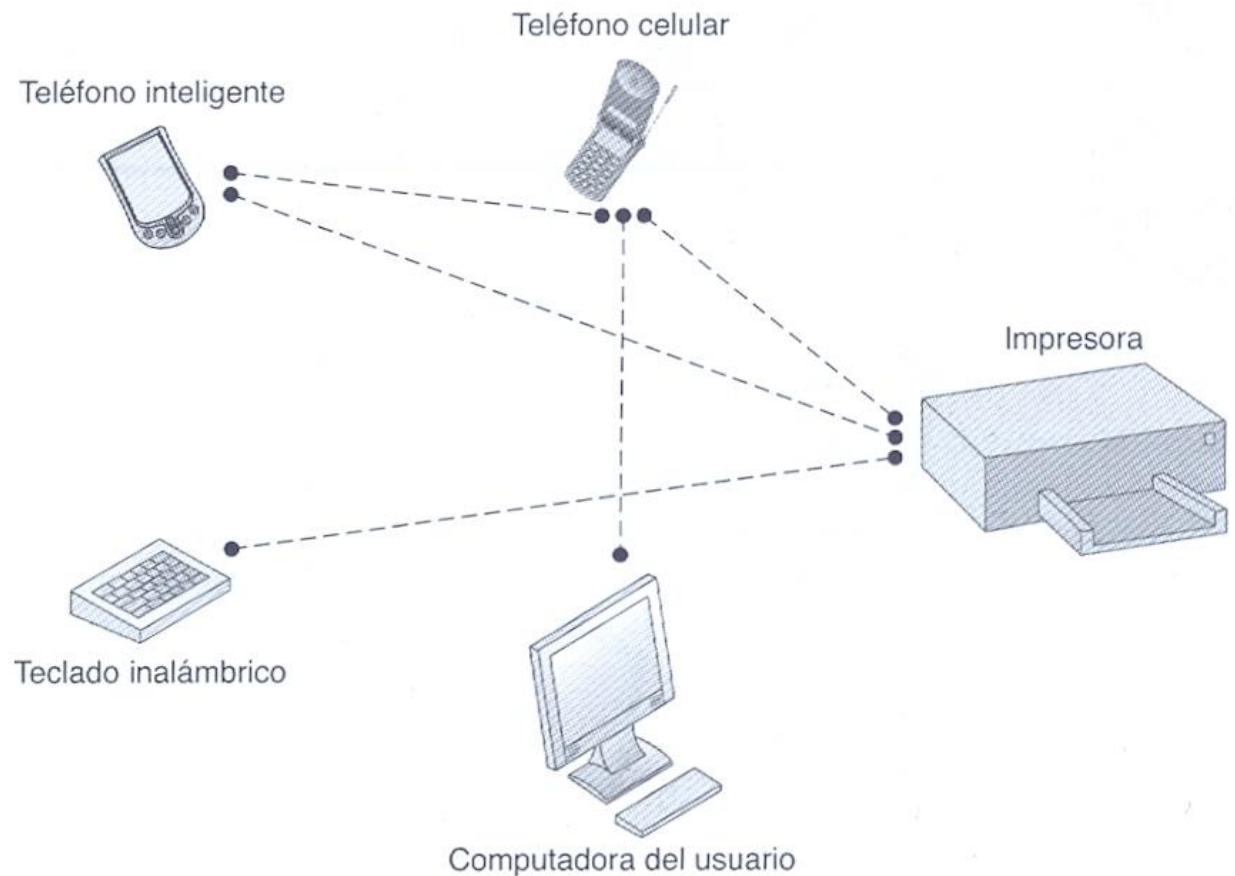 Teléfono celular
Teléfono inteligente
Impresora
Teclado inalámbrico
Computadora del usuario